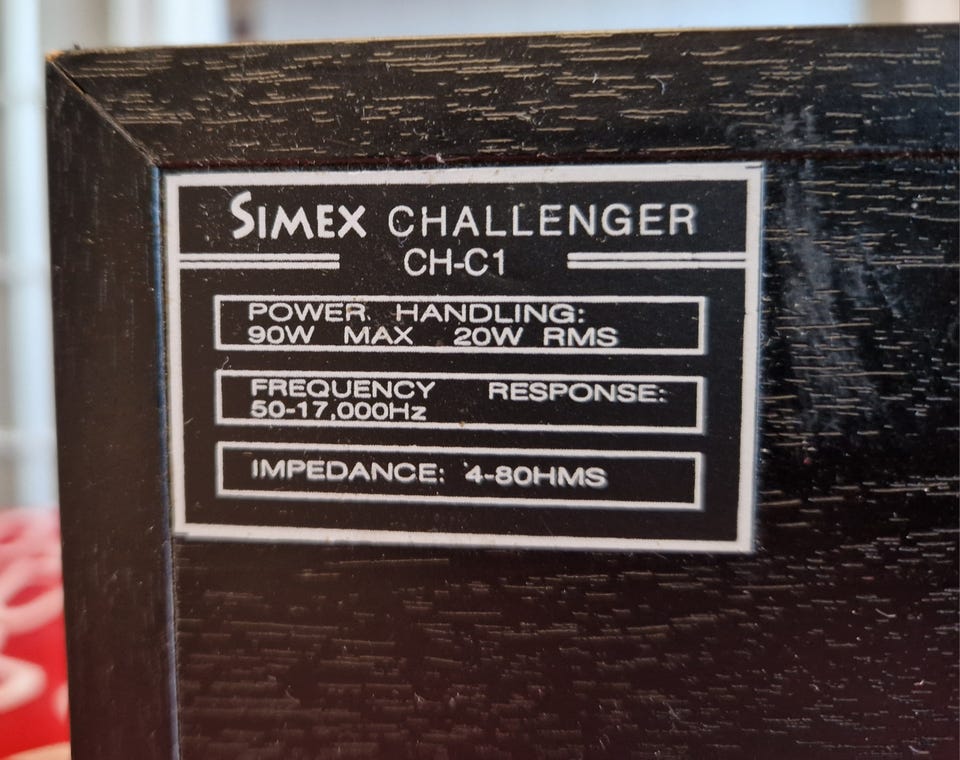 SIMEX CHALLENGER
CH-C1
POWER HANDLING:
90W MAX 20W RMS
FREQUENCY RESPONSE:
50-17,000Hz
IMPEDANCE: 4-8OHMS